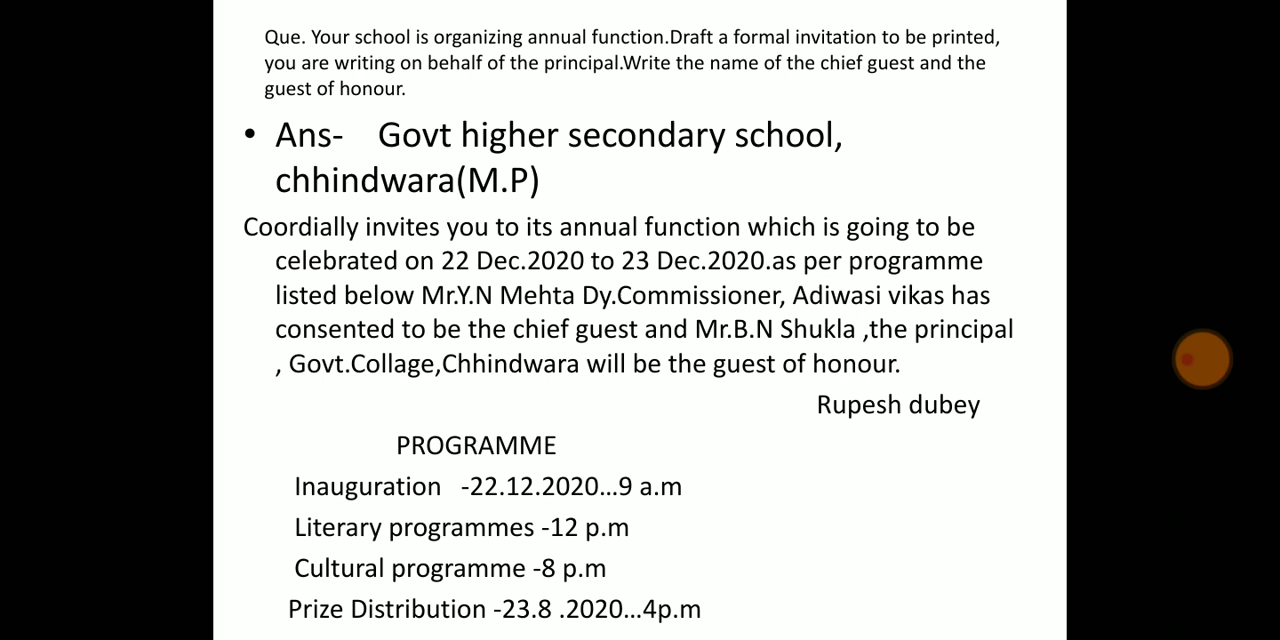 Que. Your school is organizing annual function.Draft a formal invitation to be printed,
you are writing on behalf of the principal.Write the name of the chief guest and the
guest of honour.
• Ans- Govt higher secondary school,
chhindwara(M.P)
Coordially invites you to its annual function which is going to be
celebrated on 22 Dec.2020 to 23 Dec.2020.as per programme
listed below Mr.Y.N Mehta Dy.Commissioner, Adiwasi vikas has
consented to be the chief guest and Mr.B.N Shukla ,the principal
, Govt.Collage,Chhindwara will be the guest of honour.
Rupesh dubey
PROGRAMME
Inauguration -22.12.2020...9 a.m
Literary programmes -12 p.m
Cultural programme -8 p.m
Prize Distribution -23.8 .2020...4p.m